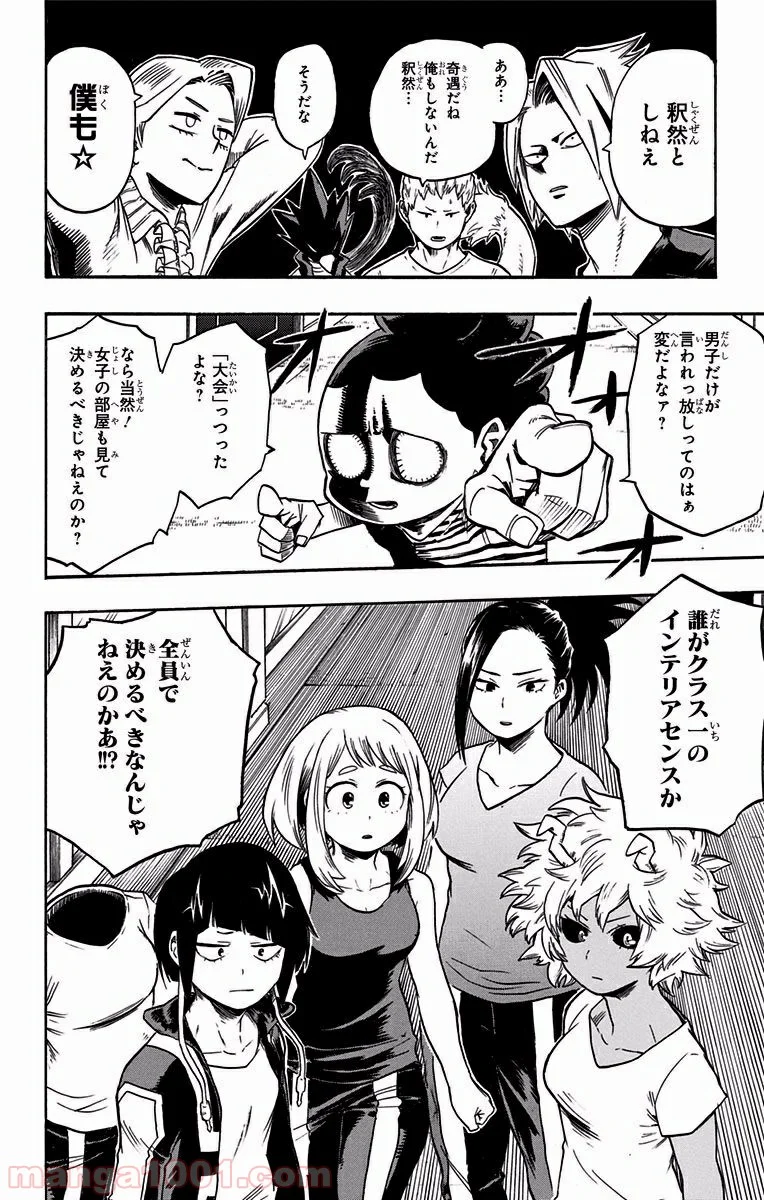 釈然と
しねえ
ああ…
奇遇だね
俺もしないんだ
釈然…
そうだな
僕も☆
男子だけが
言われっ放しってのはぁ
変だよなァ？
「大会」っつった
よな？
なら当然！
女子の部屋も見て
決めるべきじゃねえのか？
誰がクラス一の
インテリアセンスか
全員で
決めるべきなんじゃ
ねえのかあ!!?
manga1001.com